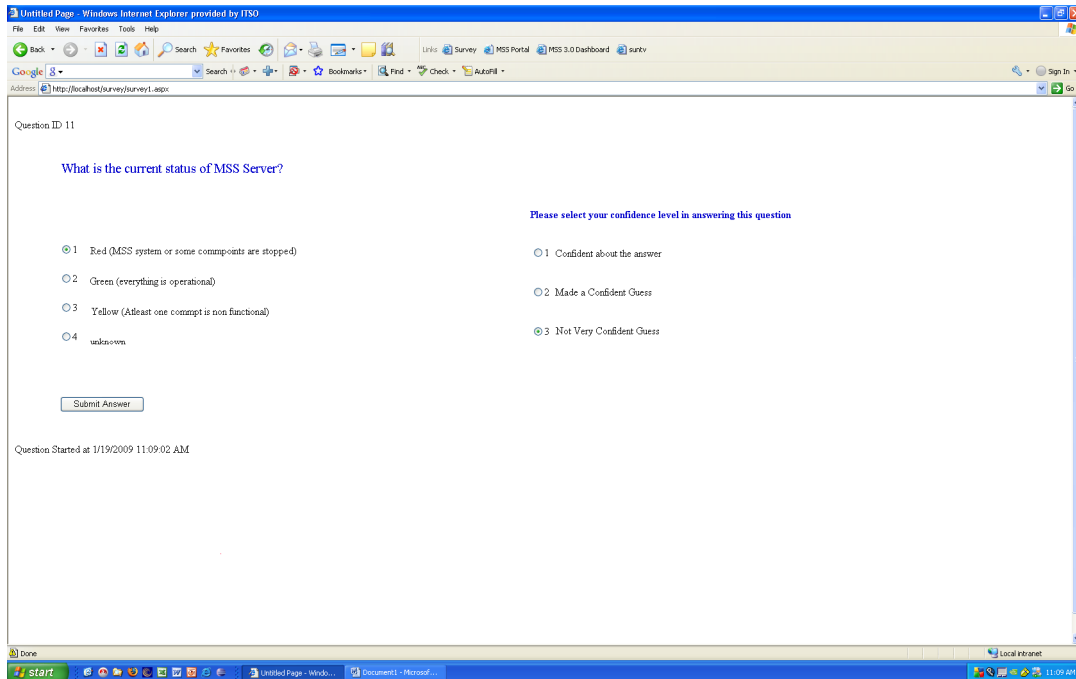 Untitled Page - Windows Internet Explorer provided by ITSO
File Edit View Favorites Tools Help
Back Search Favorites Links Survey MSS Portal MSS 3.0 Dashboard suntv
Google Search Bookmarks Find Check AutoFill Sign In
Address http://localhost/survey/survey1.aspx Go
Question ID 11
What is the current status of MSS Server?
Please select your confidence level in answering this question
1 Red (MSS system or some commpoints are stopped)
1 Confident about the answer
2 Green (everything is operational)
2 Made a Confident Guess
3 Yellow (Atleast one commpt is non functional)
3 Not Very Confident Guess
4 unknown
Submit Answer
Question Started at 1/19/2009 11:09:02 AM
Done Local intranet
start Untitled Page - Windo... Document1 - Microsof... 11:09 AM